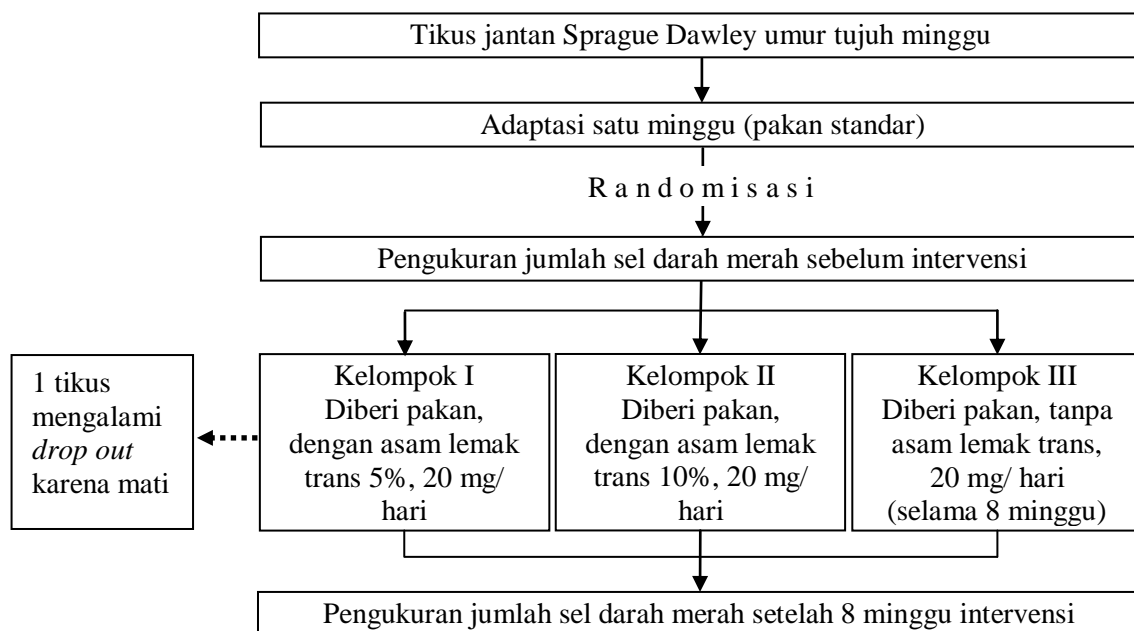 Tikus jantan Sprague Dawley umur tujuh minggu
Adaptasi satu minggu (pakan standar)
R a n d o m i s a s i
Pengukuran jumlah sel darah merah sebelum intervensi
1 tikus
mengalami
drop out
karena mati
Kelompok I
Diberi pakan,
dengan asam lemak
trans 5%, 20 mg/
hari
Kelompok II
Diberi pakan,
dengan asam lemak
trans 10%, 20 mg/
hari
Kelompok III
Diberi pakan, tanpa
asam lemak trans,
20 mg/ hari
(selama 8 minggu)
Pengukuran jumlah sel darah merah setelah 8 minggu intervensi